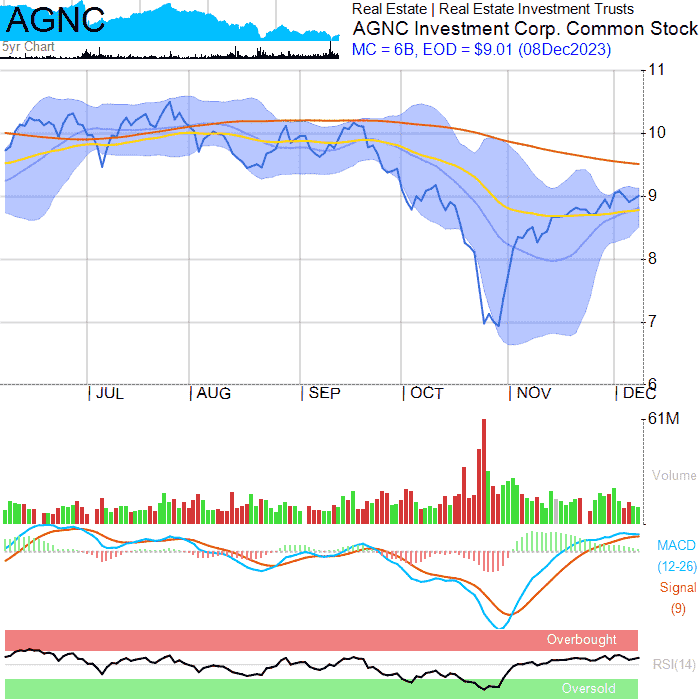 AGNC
5yr Chart
Real Estate | Real Estate Investment Trusts
AGNC Investment Corp. Common Stock
MC = 6B, EOD = $9.01 (08Dec2023)
11
10
9
8
7
6
JUL AUG SEP OCT NOV DEC
61M
Volume
MACD
(12-26)
Signal
(9)
Overbought
RSI(14)
Oversold